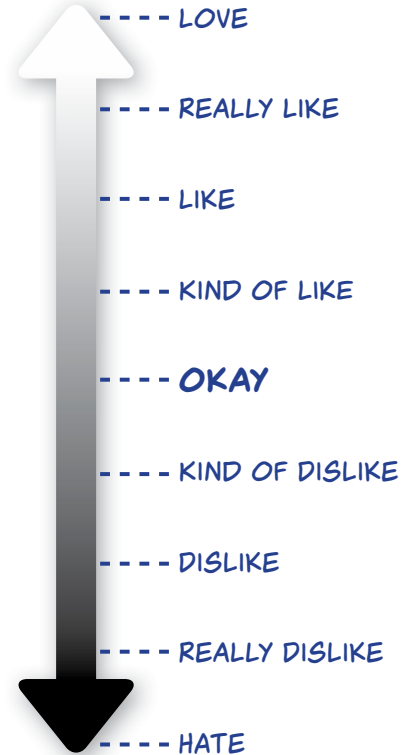 LOVE
REALLY LIKE
LIKE
KIND OF LIKE
OKAY
KIND OF DISLIKE
DISLIKE
REALLY DISLIKE
HATE